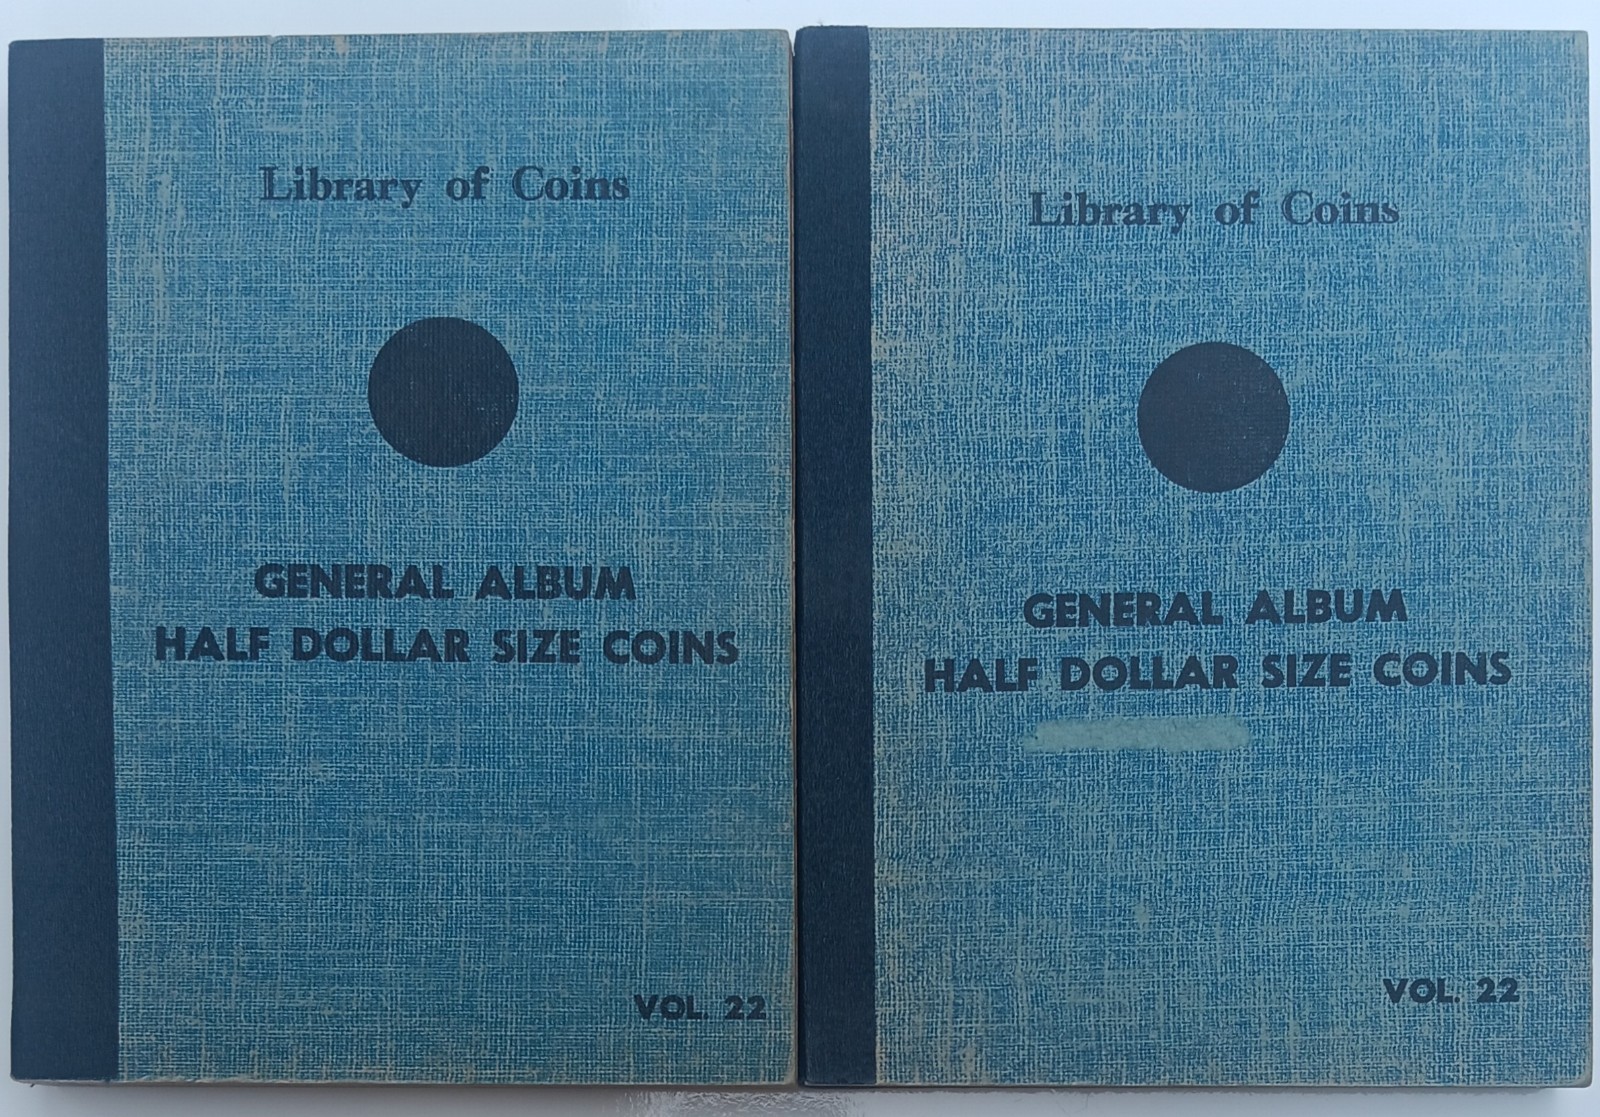 Library of Coins
GENERAL ALBUM
HALF DOLLAR SIZE COINS
VOL. 22
Library of Coins
GENERAL ALBUM
HALF DOLLAR SIZE COINS
VOL. 22